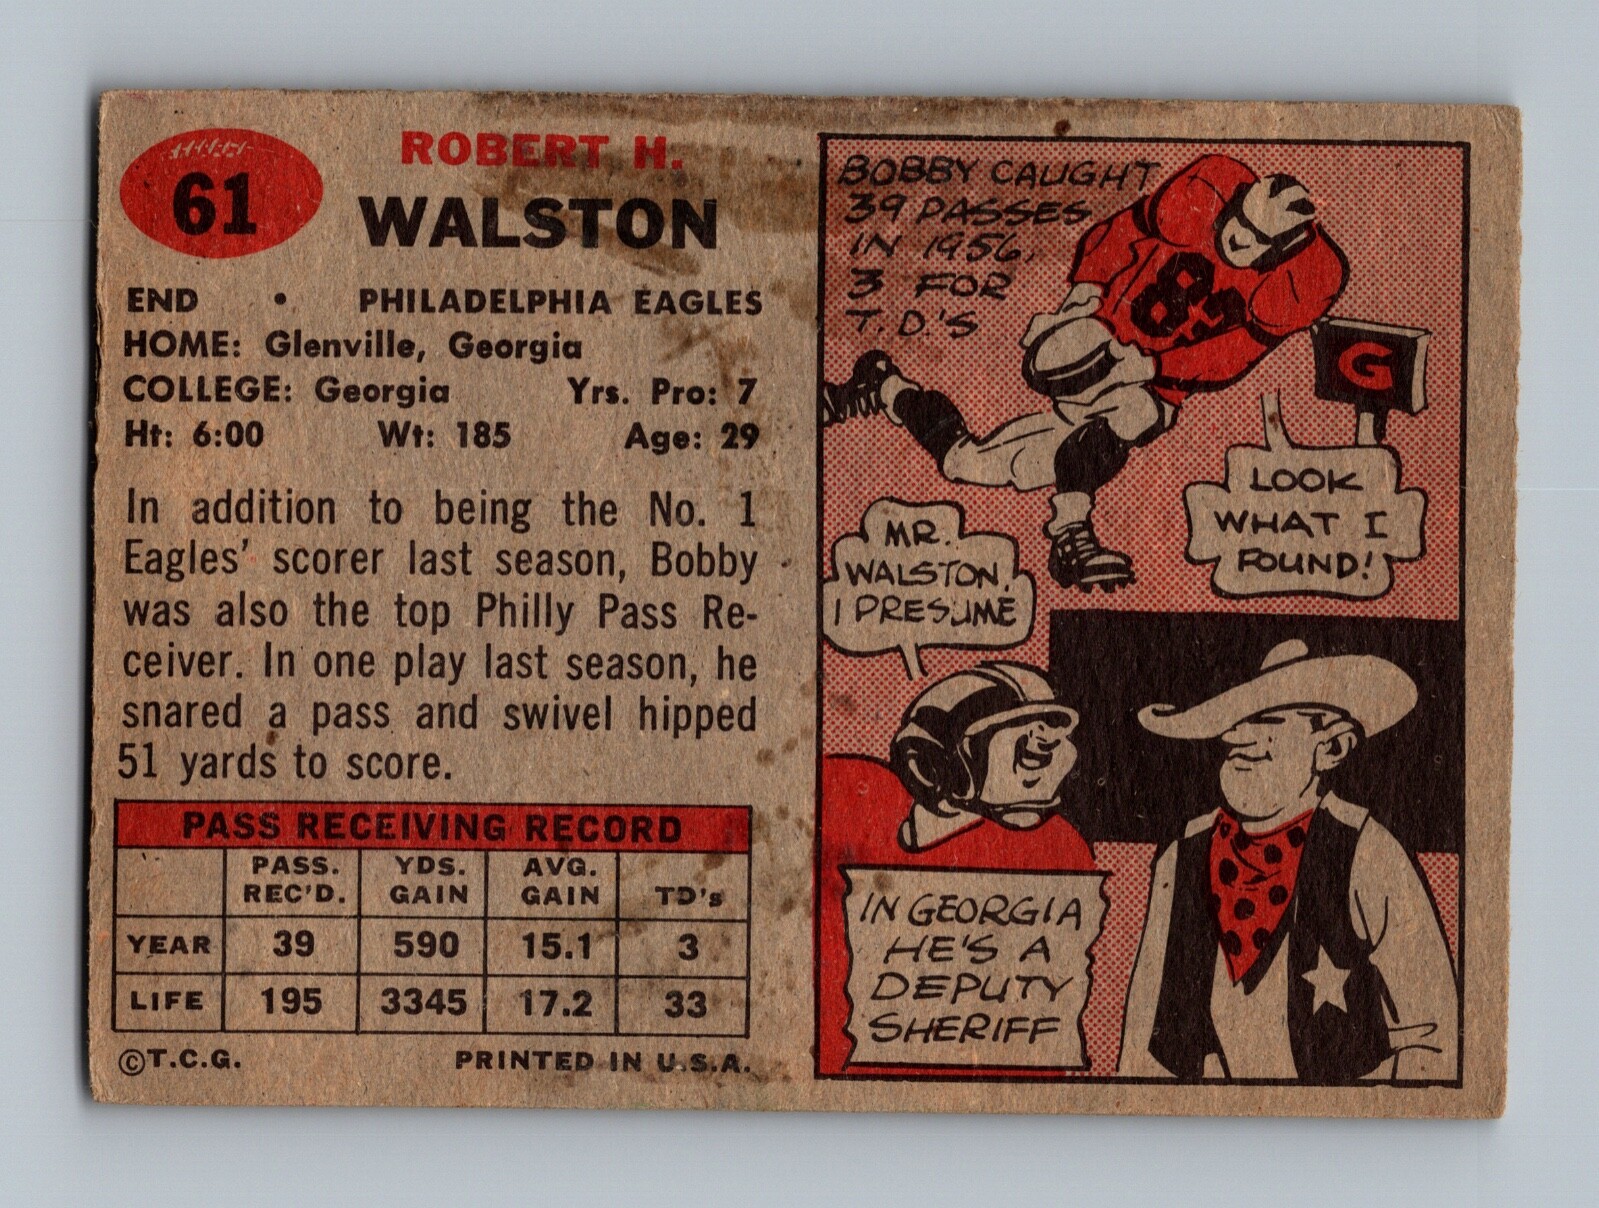 61
ROBERT H.
WALSTON
END • PHILADELPHIA EAGLES
HOME: Glenville, Georgia
COLLEGE: Georgia Yrs. Pro: 7
Ht: 6:00 Wt: 185 Age: 29
In addition to being the No. 1
Eagles' scorer last season, Bobby
was also the top Philly Pass Re-
ceiver. In one play last season, he
snared a pass and swivel hipped
51 yards to score.
PASS RECEIVING RECORD
PASS. REC'D. YDS. GAIN AVG. GAIN TD's
YEAR 39 590 15.1 3
LIFE 195 3345 17.2 33
©T.C.G. PRINTED IN U.S.A.
BOBBY CAUGHT
39 PASSES
IN 1956,
3 FOR
T.D.'S
83
G
LOOK
WHAT I
FOUND!
MR.
WALSTON,
I PRESUME
IN GEORGIA
HE'S A
DEPUTY
SHERIFF